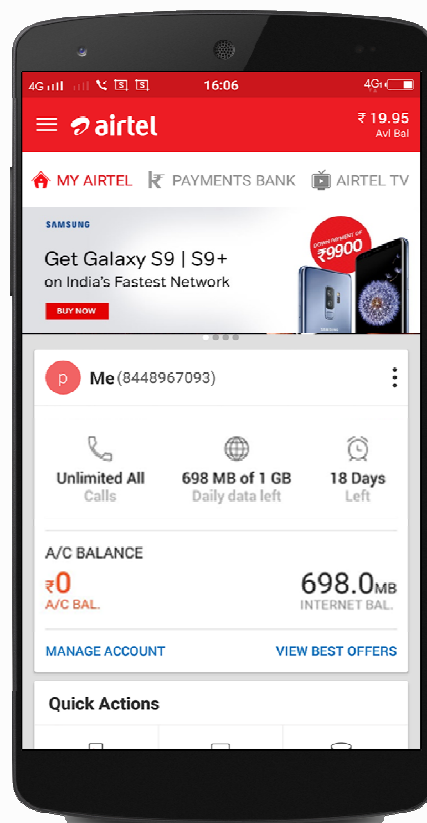 4G 16:06 4G
airtel ₹ 19.95
Avl Bal
MY AIRTEL PAYMENTS BANK AIRTEL TV
SAMSUNG
Get Galaxy S9 | S9+
on India's Fastest Network
BUY NOW
DOWNPAYMENT OF
₹9900
p Me (8448967093)
Unlimited All 698 MB of 1 GB 18 Days
Calls Daily data left Left
A/C BALANCE
₹0 698.0MB
A/C BAL. INTERNET BAL.
MANAGE ACCOUNT VIEW BEST OFFERS
Quick Actions